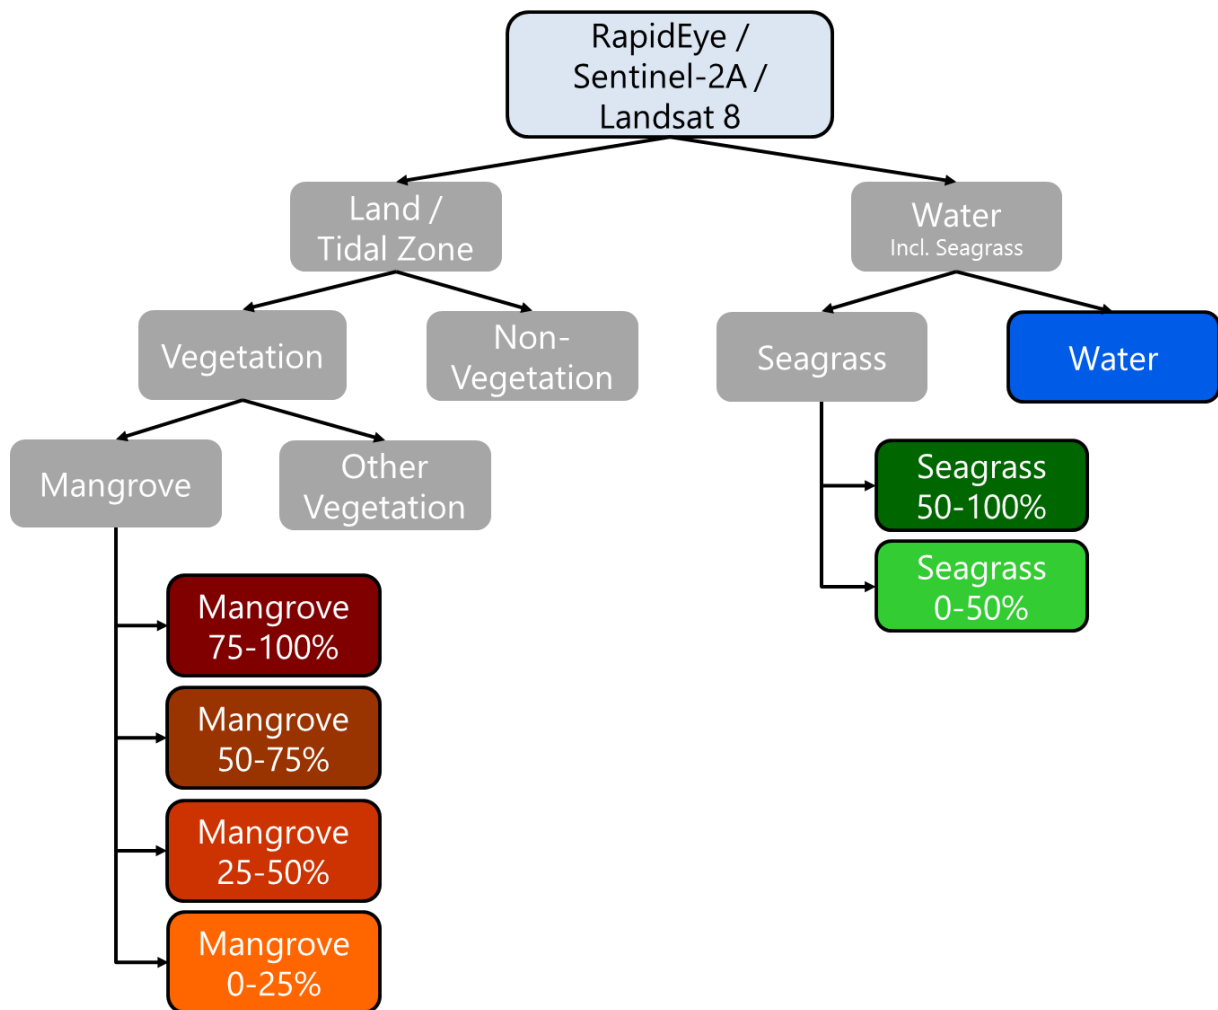 RapidEye /
Sentinel-2A /
Landsat 8
Land /
Tidal Zone
Water
Incl. Seagrass
Vegetation
Non-
Vegetation
Seagrass
Water
Mangrove
Other
Vegetation
Seagrass
50-100%
Seagrass
0-50%
Mangrove
75-100%
Mangrove
50-75%
Mangrove
25-50%
Mangrove
0-25%